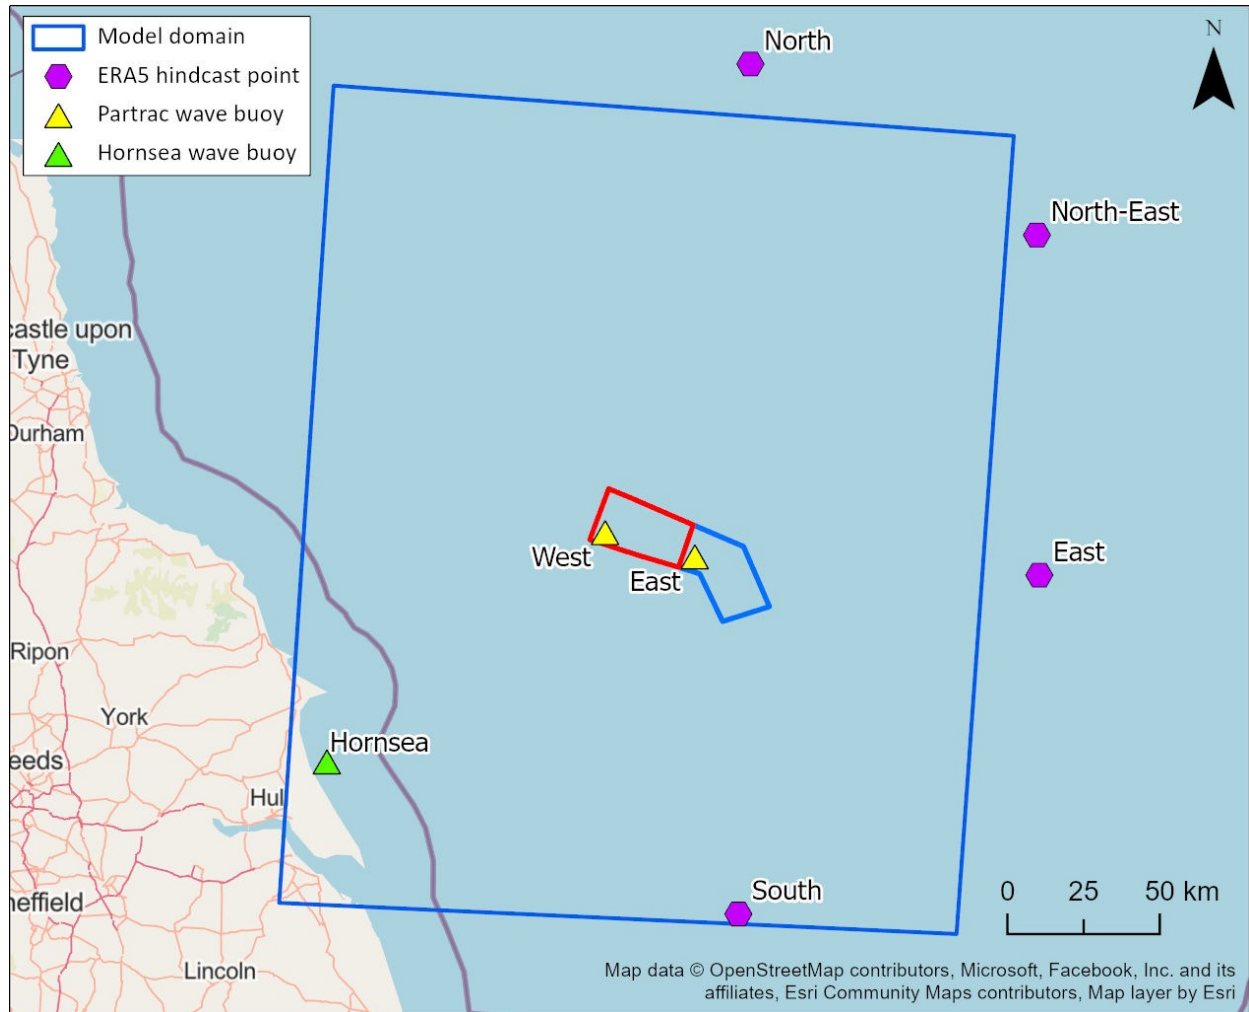 Model domain
ERA5 hindcast point
Partrac wave buoy
Hornsea wave buoy
North
N
North-East
castle upon
Tyne
Durham
West
East
East
Ripon
York
Hornsea
eeds
Hul
heffield
South
0 25 50 km
Lincoln
Map data © OpenStreetMap contributors, Microsoft, Facebook, Inc. and its
affiliates, Esri Community Maps contributors, Map layer by Esri